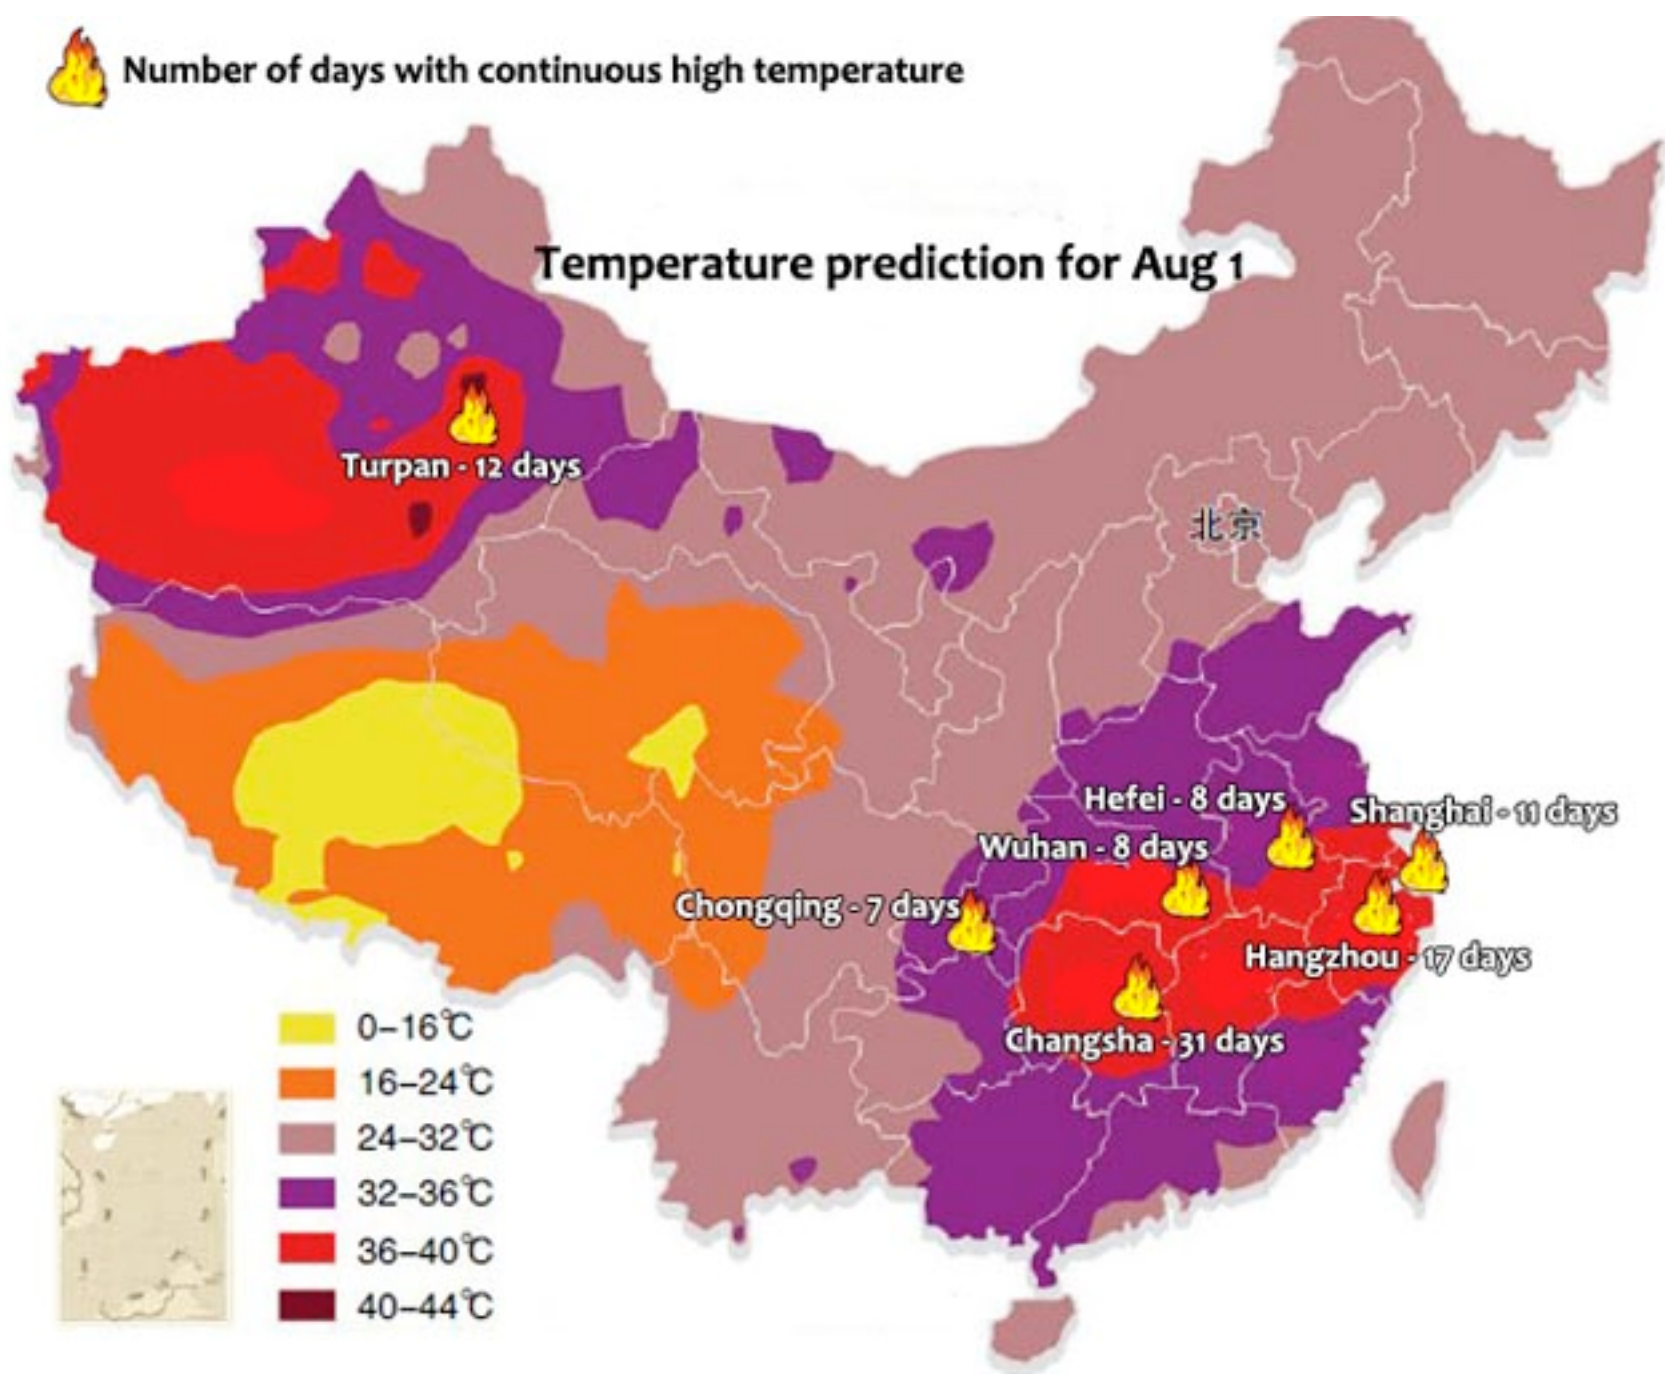 Number of days with continuous high temperature
Temperature prediction for Aug 1
Turpan - 12 days
北京
Hefei - 8 days
Shanghai - 11 days
Wuhan - 8 days
Chongqing - 7 days
Hangzhou - 17 days
Changsha - 31 days
0–16℃
16–24℃
24–32℃
32–36℃
36–40℃
40–44℃